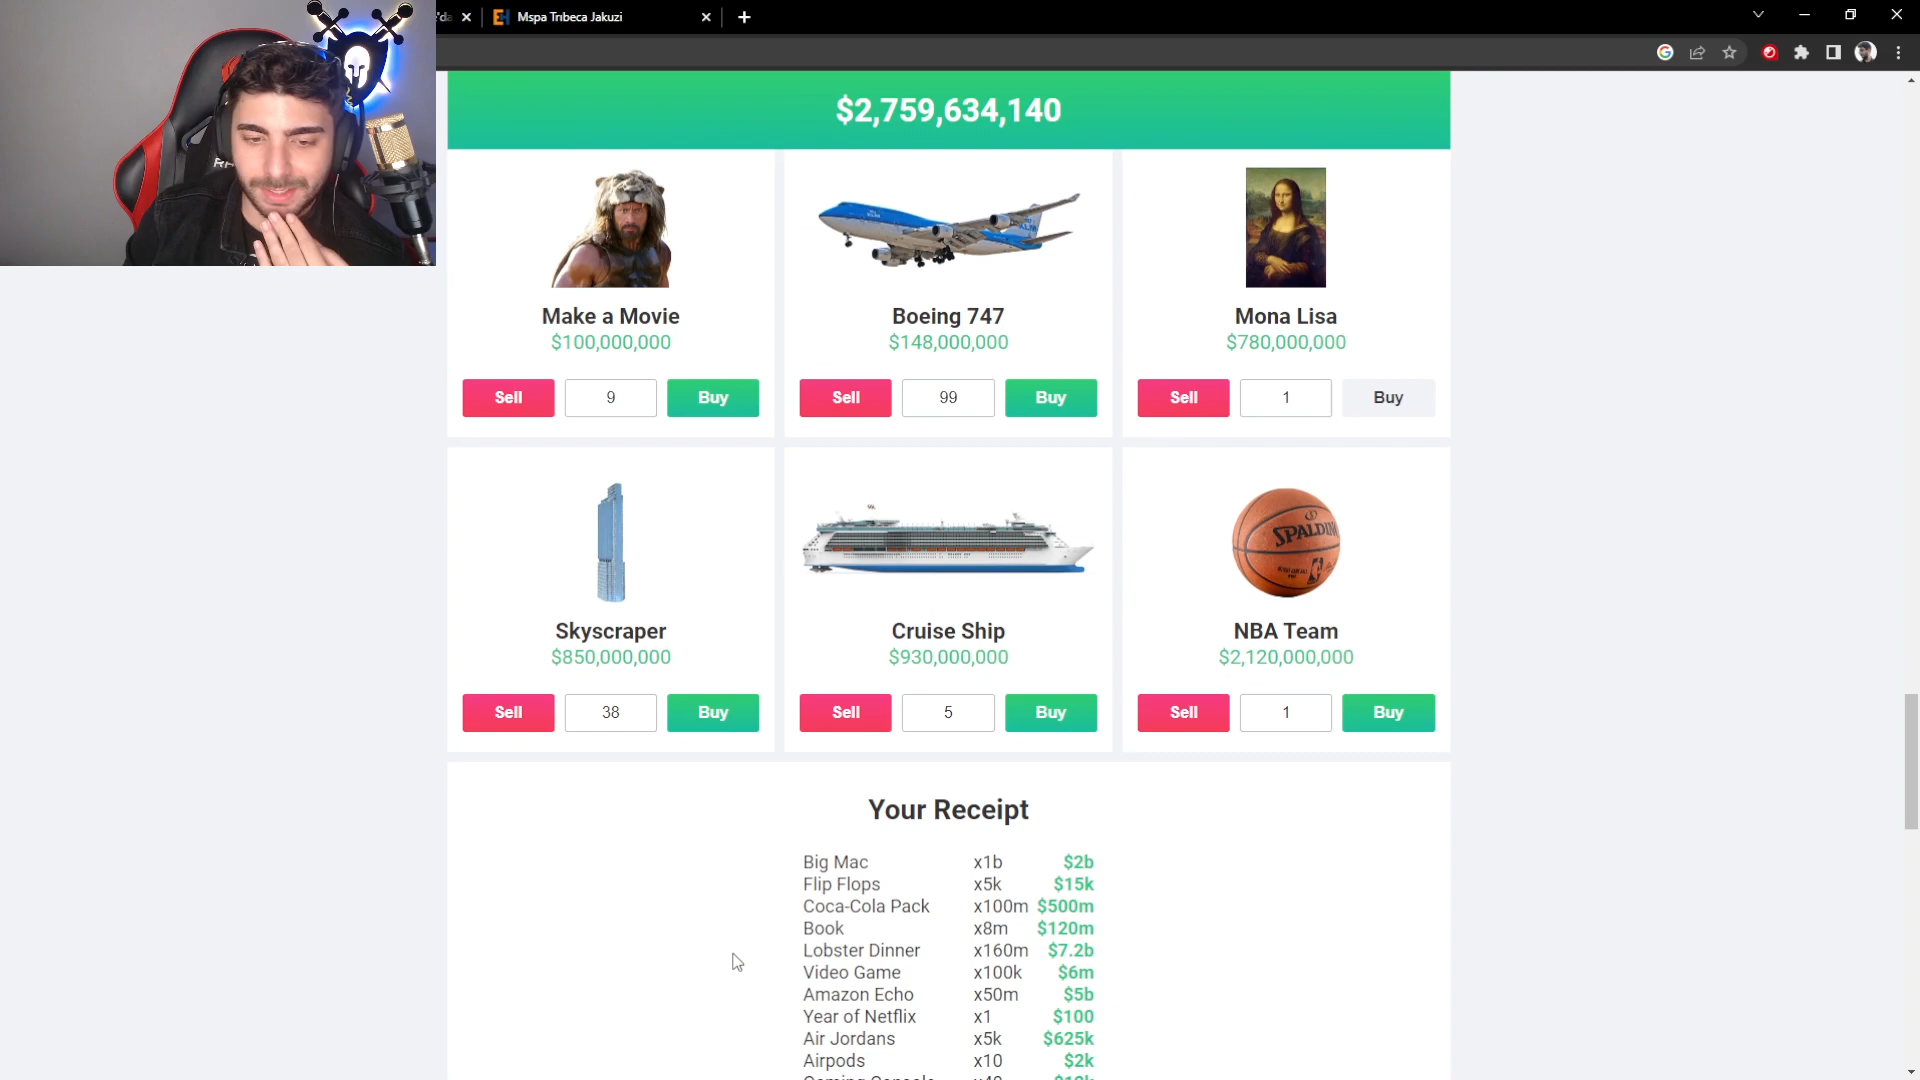 'da
Mspa Tribeca Jakuzi
$2,759,634,140
Make a Movie
$100,000,000
Sell 9 Buy
Boeing 747
$148,000,000
Sell 99 Buy
Mona Lisa
$780,000,000
Sell 1 Buy
Skyscraper
$850,000,000
Sell 38 Buy
Cruise Ship
$930,000,000
Sell 5 Buy
SPALDING
NBA Team
$2,120,000,000
Sell 1 Buy
Your Receipt
Big Mac x1b $2b
Flip Flops x5k $15k
Coca-Cola Pack x100m $500m
Book x8m $120m
Lobster Dinner x160m $7.2b
Video Game x100k $6m
Amazon Echo x50m $5b
Year of Netflix x1 $100
Air Jordans x5k $625k
Airpods x10 $2k